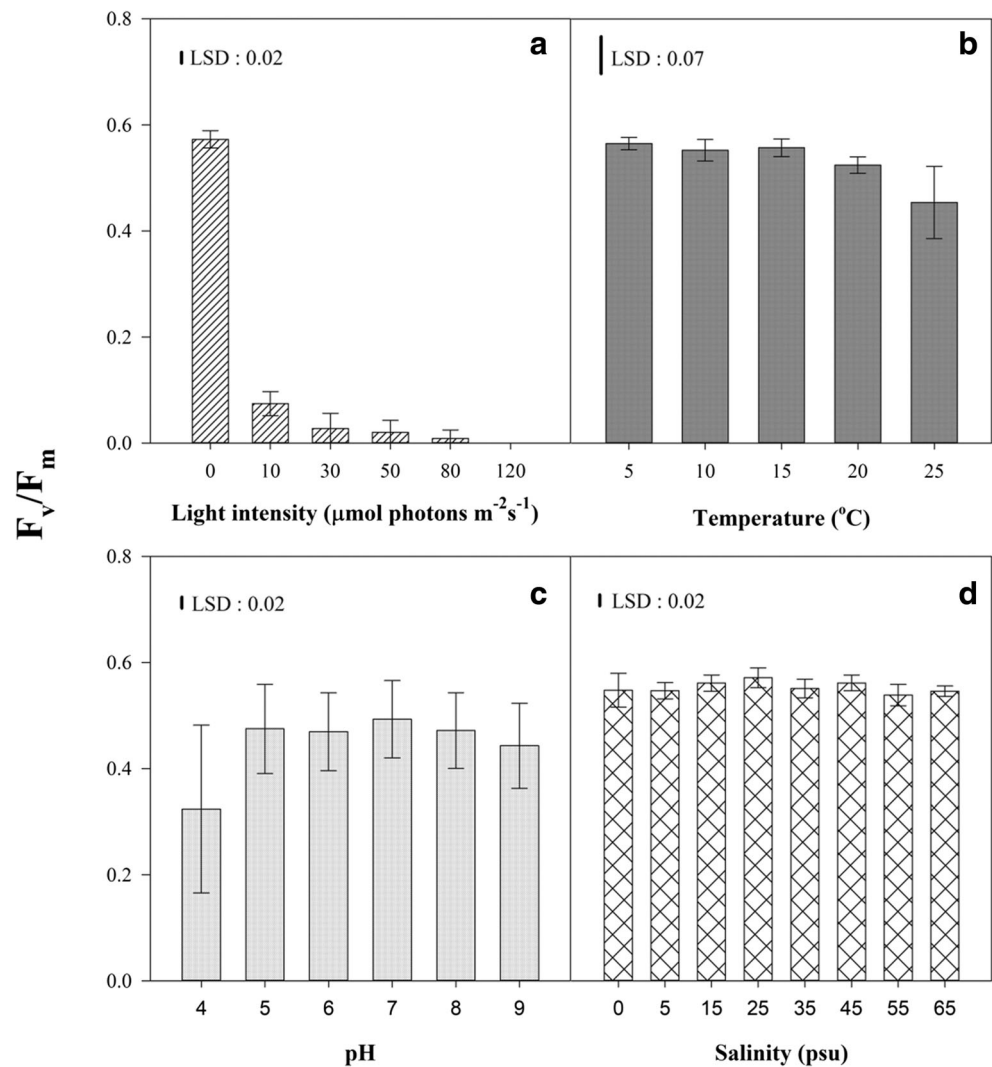 0.8
a
LSD : 0.02
b
LSD : 0.07
0.6
0.4
0.2
0.0
0 10 30 50 80 120
5 10 15 20 25
Light intensity (μmol photons m⁻²s⁻¹)
Temperature (°C)
Fᵥ/Fₘ
0.8
c
LSD : 0.02
d
LSD : 0.02
0.6
0.4
0.2
0.0
4 5 6 7 8 9
0 5 15 25 35 45 55 65
pH
Salinity (psu)